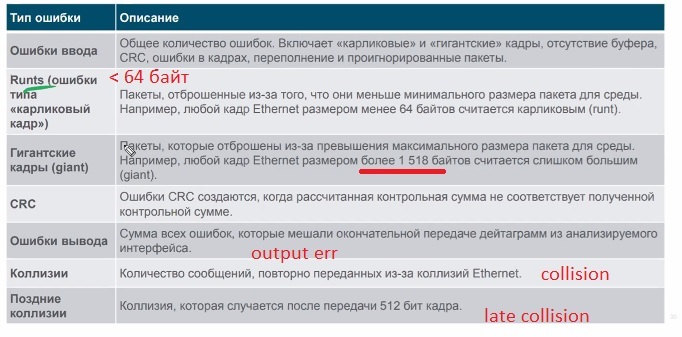 Тип ошибки
Описание
Ошибки ввода
Общее количество ошибок. Включает «карликовые» и «гигантские» кадры, отсутствие буфера,
CRC, ошибки в кадрах, переполнение и проигнорированные пакеты.
Runts (ошибки
типа
«карликовый
кадр»)
< 64 байт
Пакеты, отброшенные из-за того, что они меньше минимального размера пакета для среды.
Например, любой кадр Ethernet размером менее 64 байтов считается карликовым (runt).
Гигантские
кадры (giant)
Пакеты, которые отброшены из-за превышения максимального размера пакета для среды.
Например, любой кадр Ethernet размером более 1 518 байтов считается слишком большим
(giant).
CRC
Ошибки CRC создаются, когда рассчитанная контрольная сумма не соответствует полученной
контрольной сумме.
Ошибки вывода
Сумма всех ошибок, которые мешали окончательной передаче дейтаграмм из анализируемого
интерфейса.
output err
Коллизии
Количество сообщений, повторно переданных из-за коллизий Ethernet.
collision
Поздние
коллизии
Коллизия, которая случается после передачи 512 бит кадра.
late collision